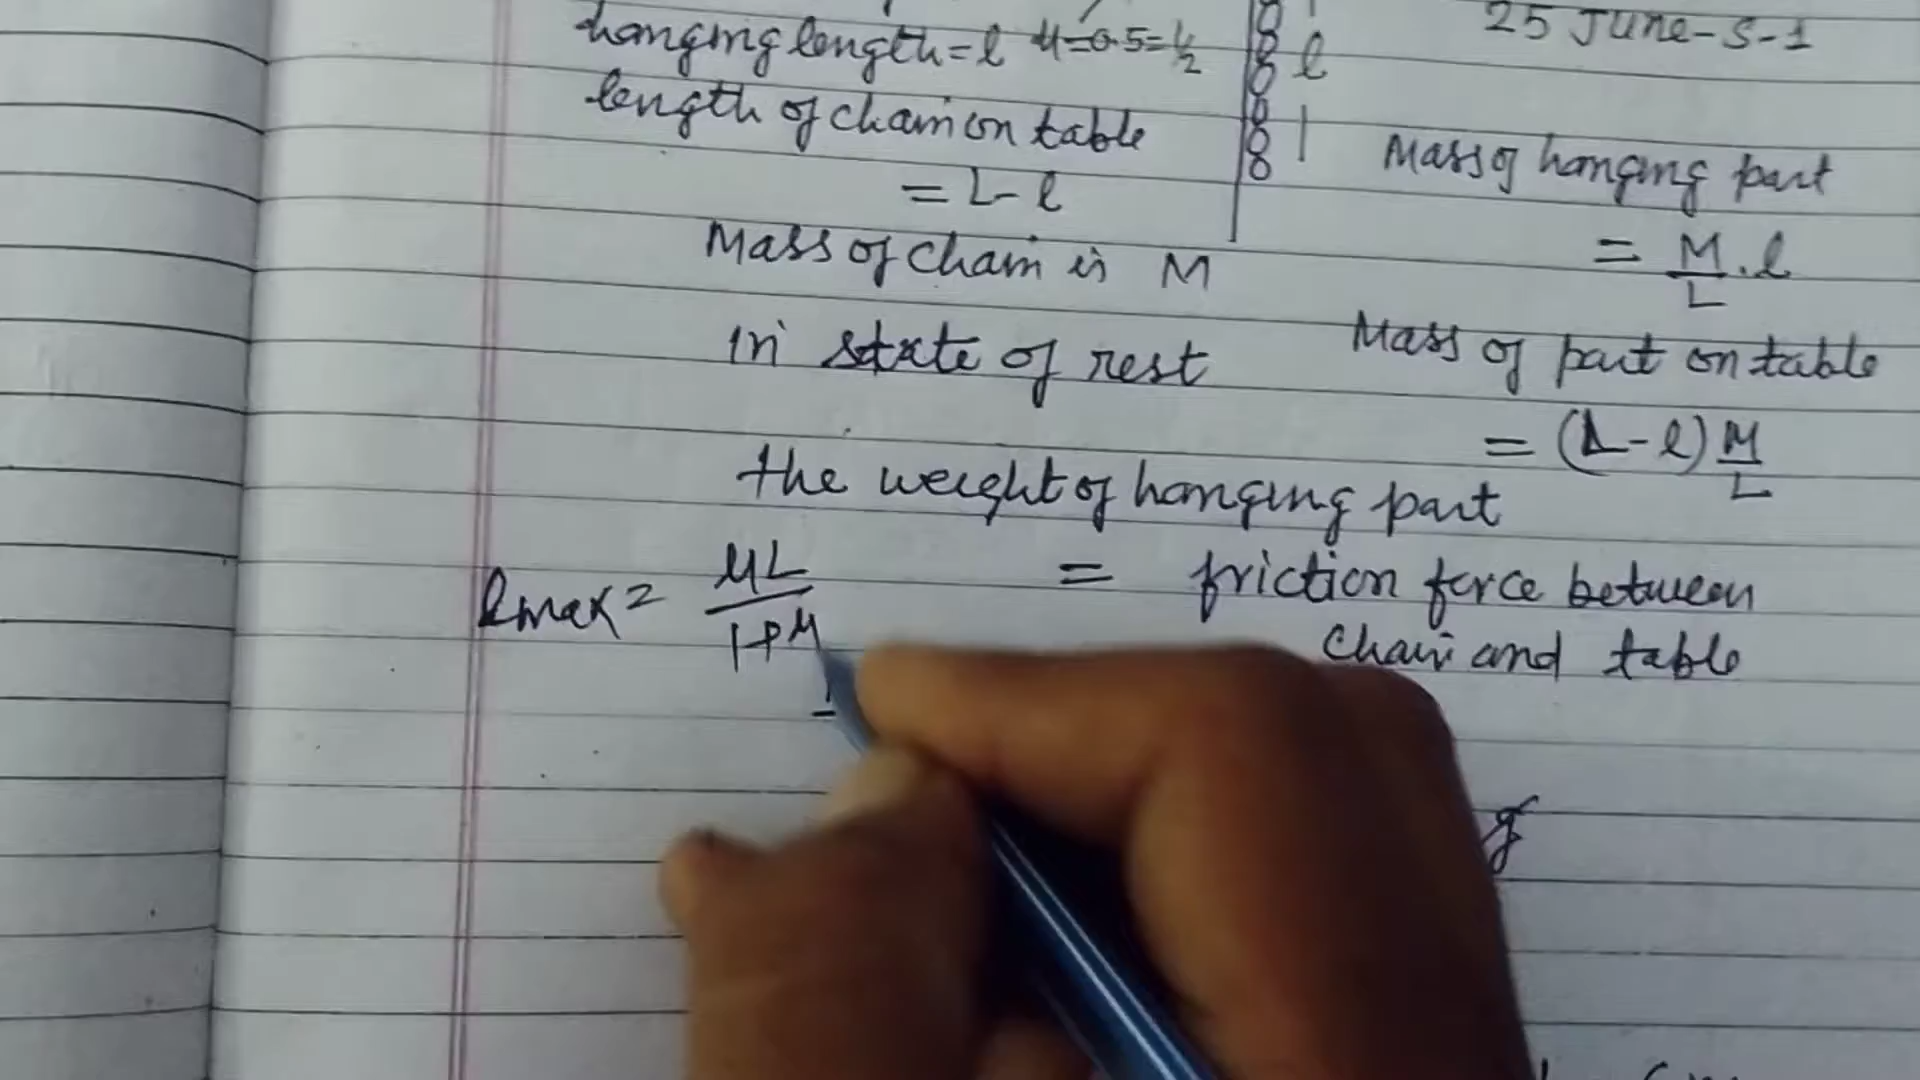 hanging length = l μ=0.5=1/2
length of chain on table
= L-l
Mass of chain is M
in state of rest
the weight of hanging part
= friction force between
chain and table
lmax = μL/1+μ
25 June-S-1
l
Mass of hanging part
= M/L . l
Mass of part on table
= (L-l) M/L
g